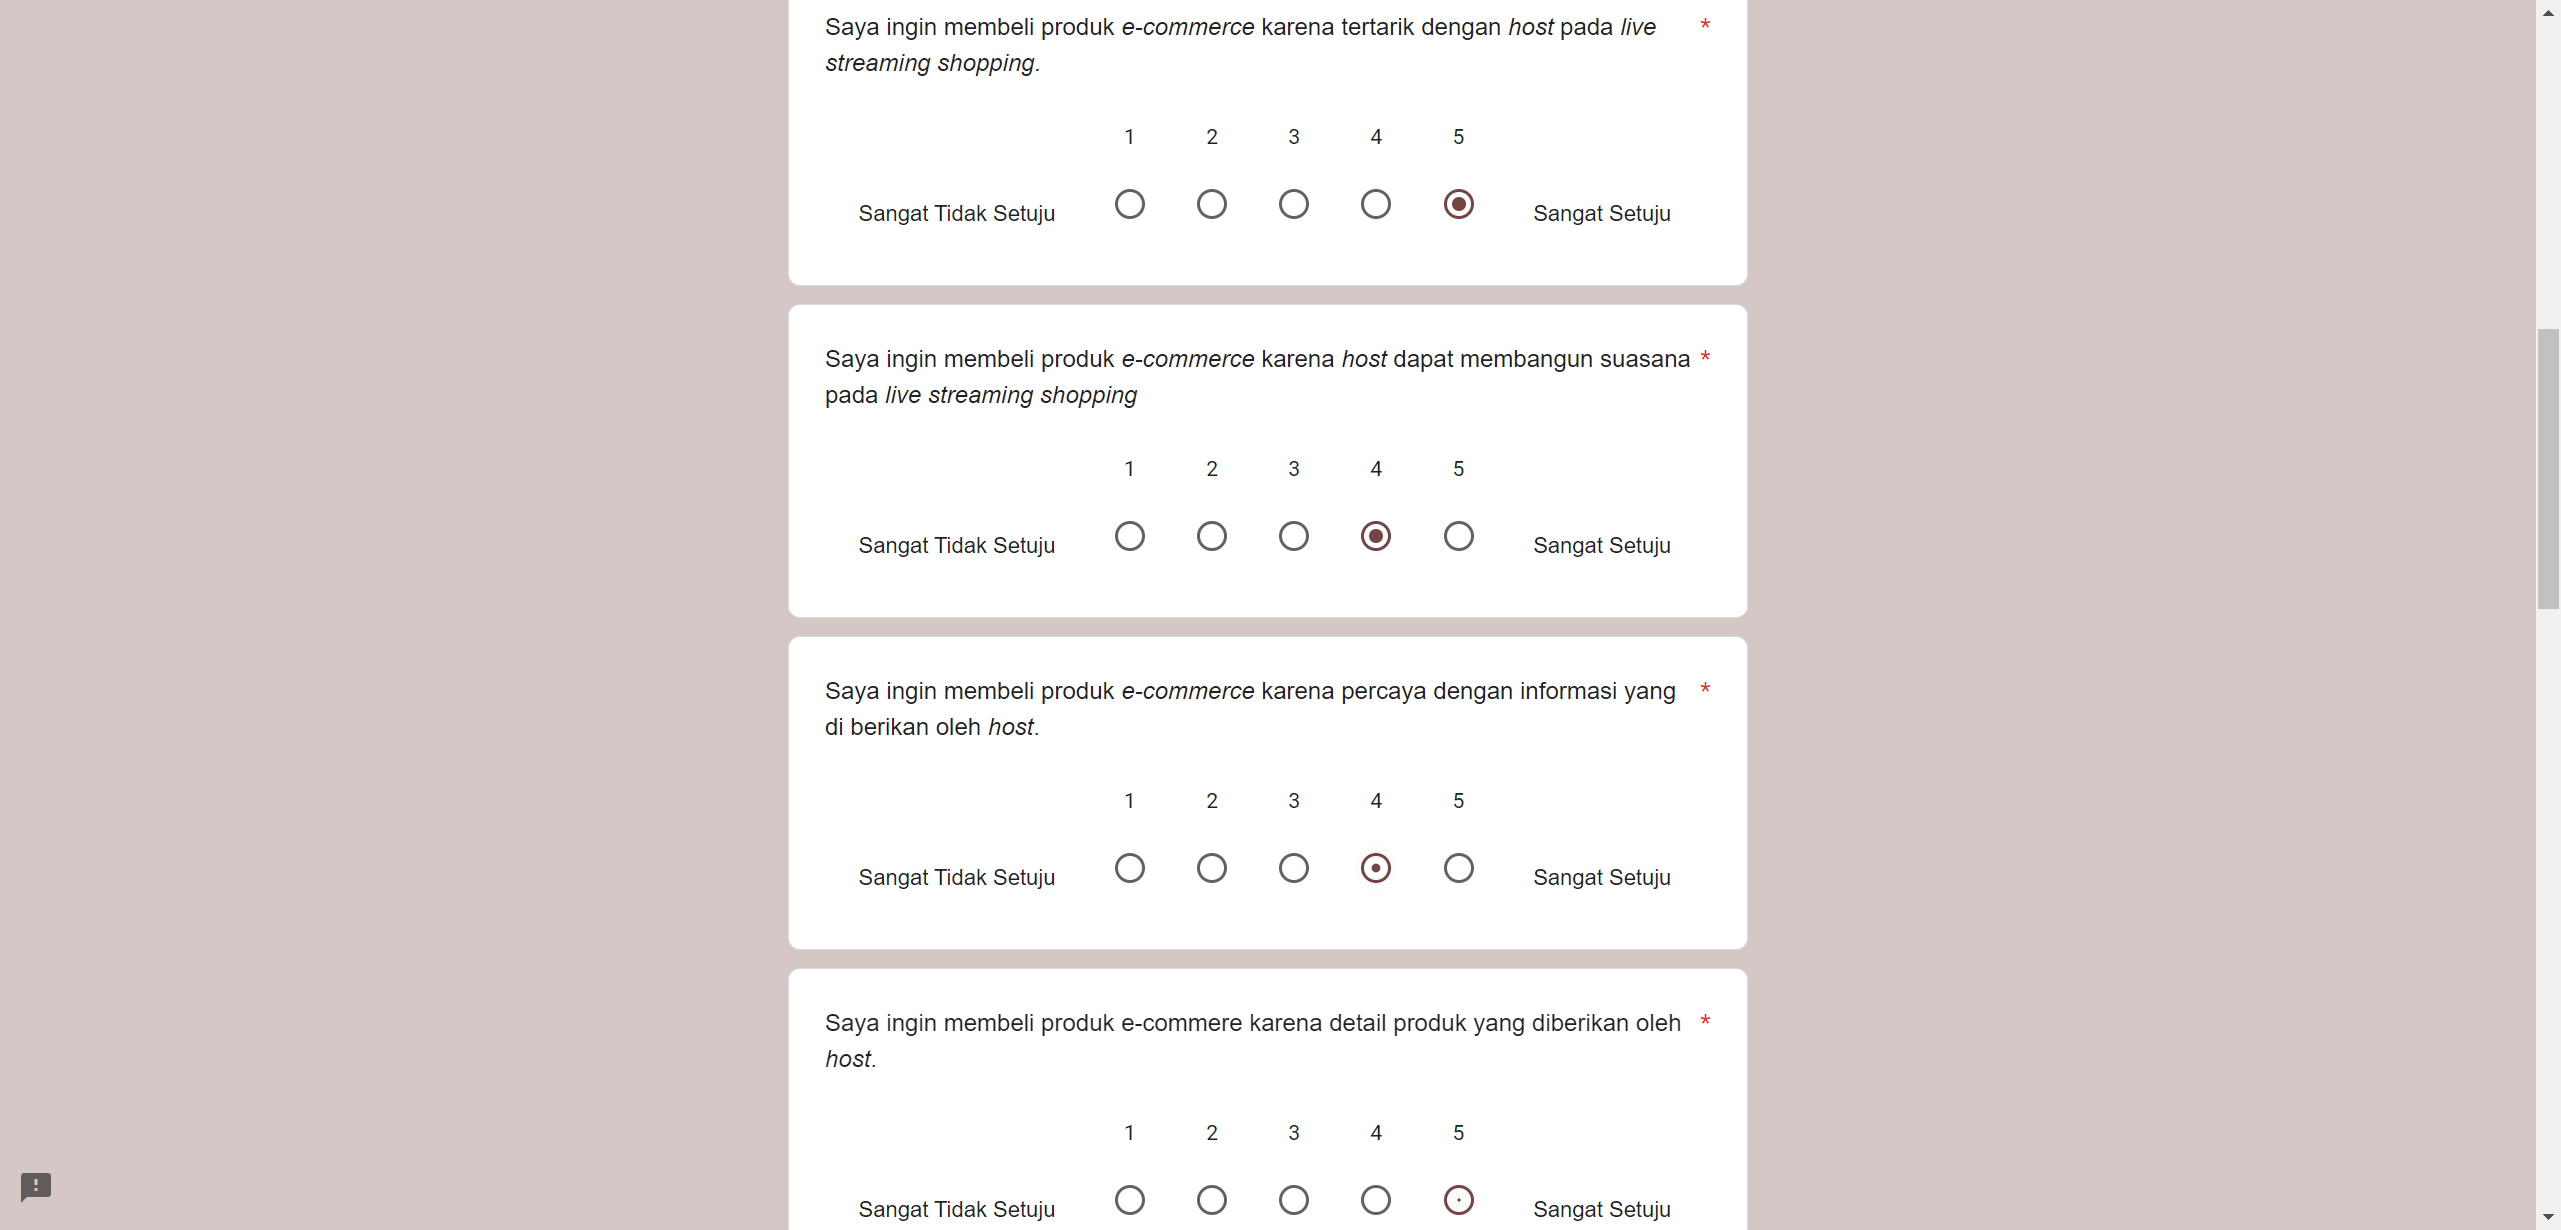 Saya ingin membeli produk e-commerce karena tertarik dengan host pada live *
streaming shopping.
1 2 3 4 5
Sangat Tidak Setuju Sangat Setuju
Saya ingin membeli produk e-commerce karena host dapat membangun suasana *
pada live streaming shopping
1 2 3 4 5
Sangat Tidak Setuju Sangat Setuju
Saya ingin membeli produk e-commerce karena percaya dengan informasi yang *
di berikan oleh host.
1 2 3 4 5
Sangat Tidak Setuju Sangat Setuju
Saya ingin membeli produk e-commere karena detail produk yang diberikan oleh *
host.
1 2 3 4 5
Sangat Tidak Setuju Sangat Setuju